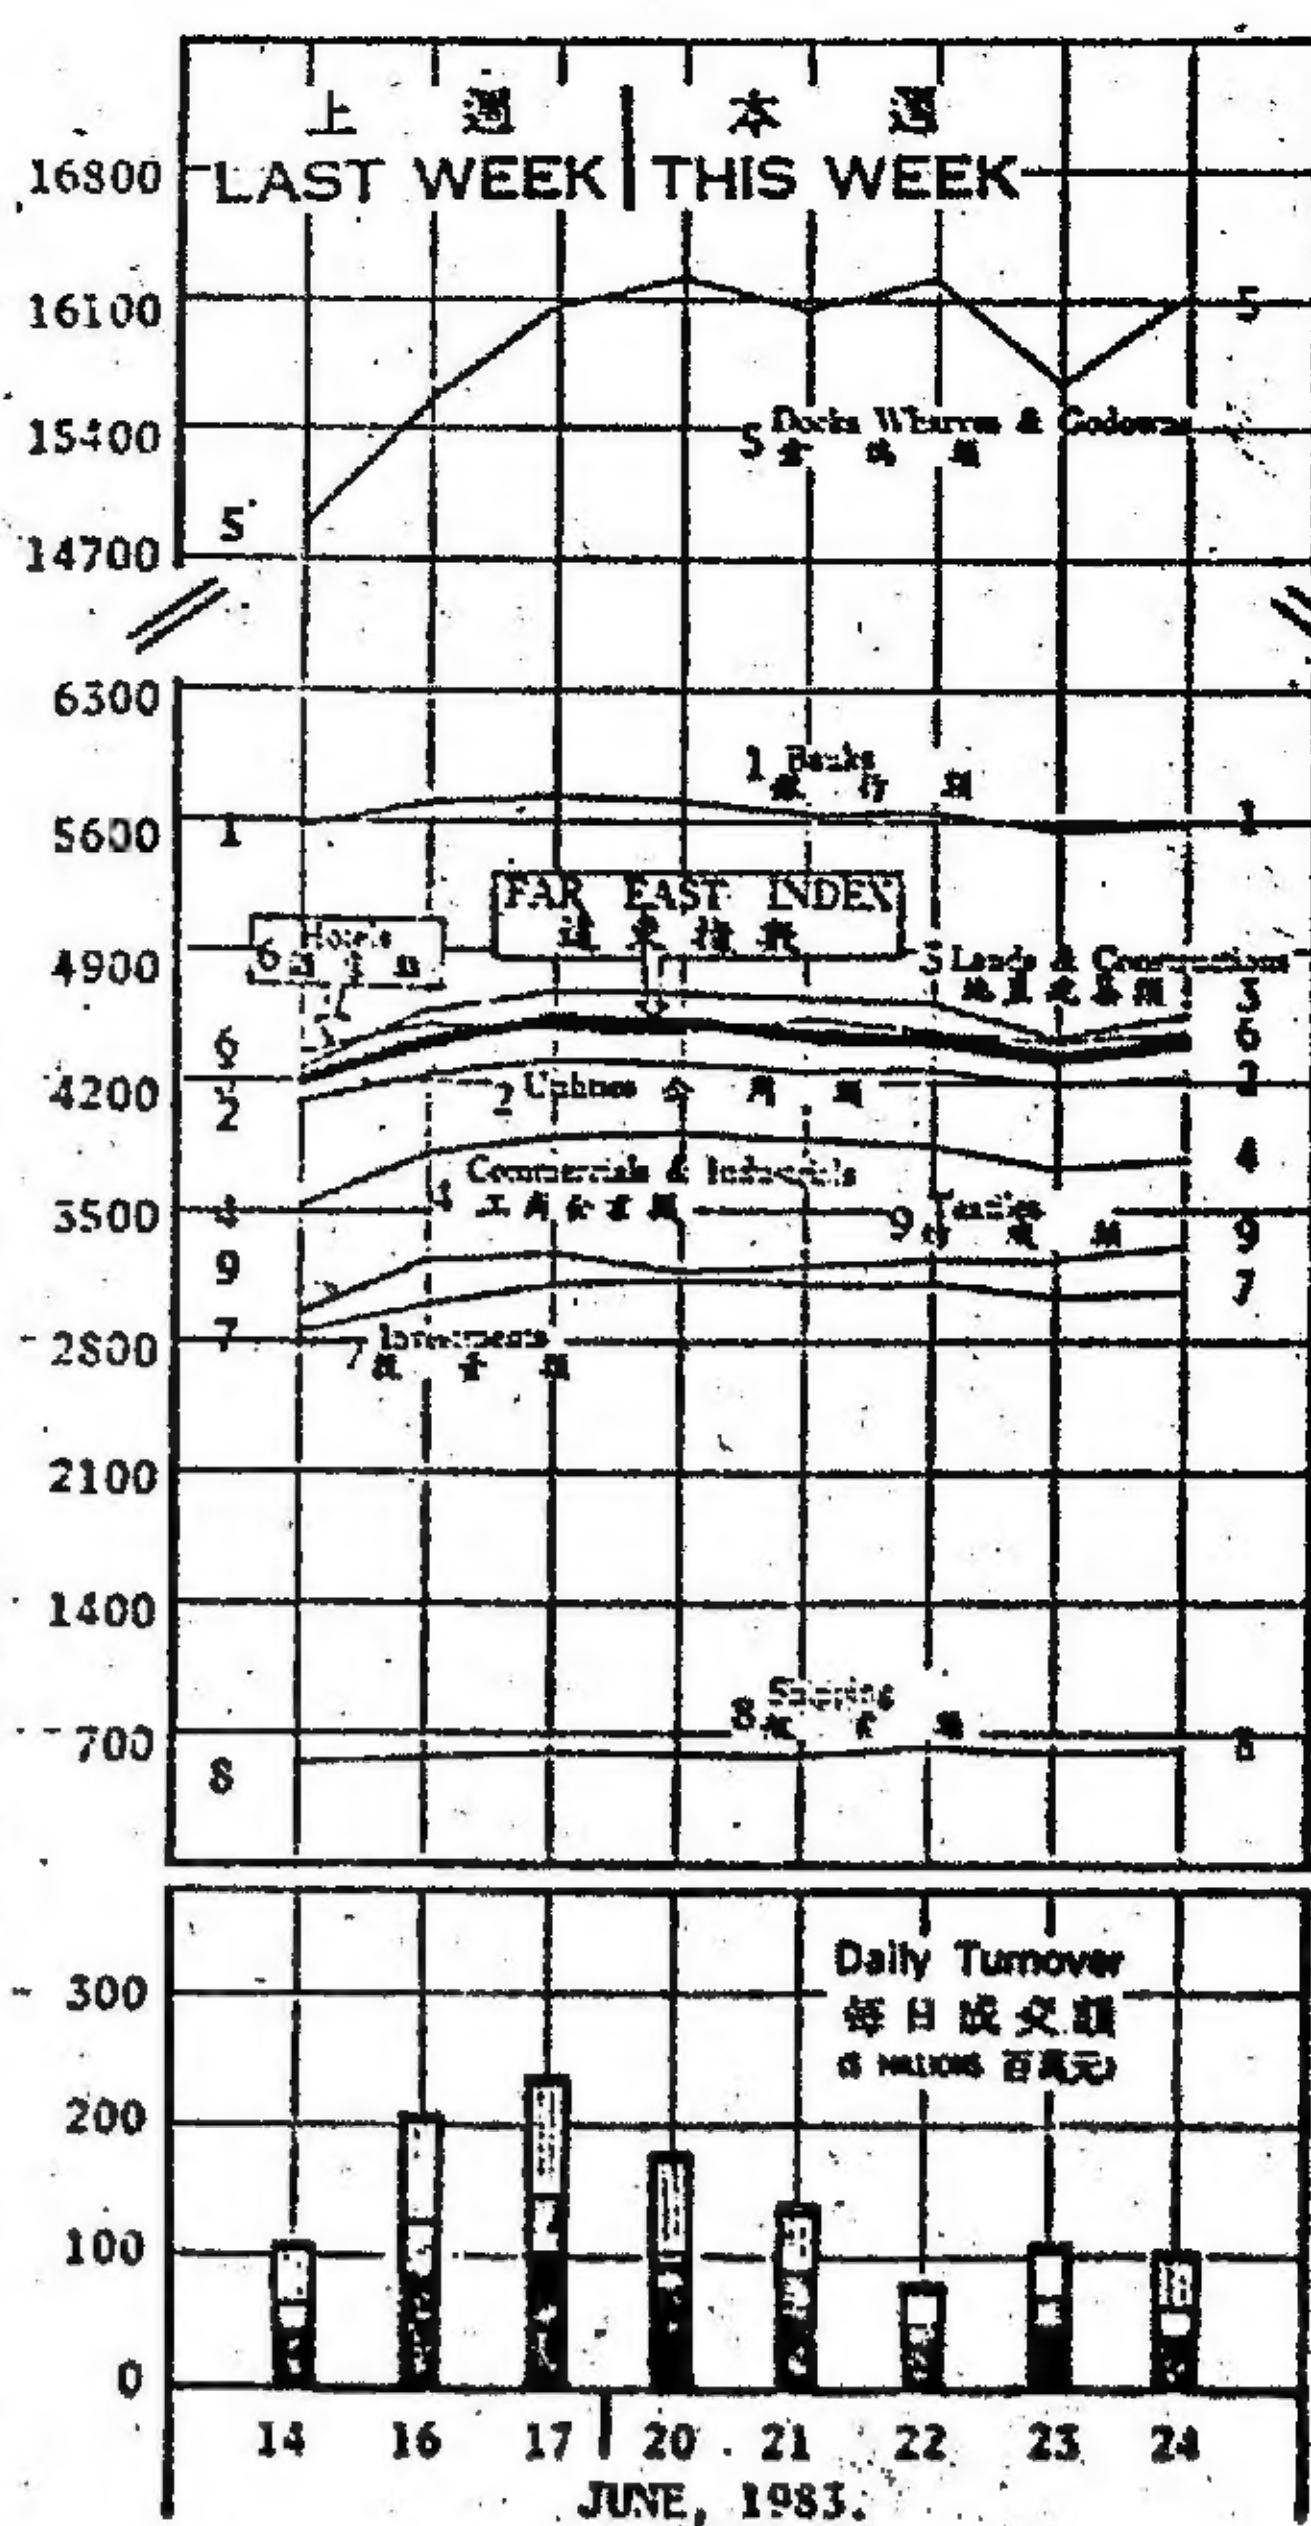 上 週 本 週
LAST WEEK THIS WEEK
16800
16100
5
15400
5 Docks Wharves & Godowns
14700
5
6300
1 Banks
銀 行 類
5600
1
1
FAR EAST INDEX
遠 東 指 數
6 Hotels
4900
3 Lands & Constructions
3
6
6
4200
2
2
2 Utilities
4
Commercials & Industrials
4
3500
4
9 Textiles
9
9
7
7
2800
7 Investments
2100
1400
8 Shipping
700
8
8
Daily Turnover
每日成交額
($ MILLIONS 百萬元)
300
200
100
0
14 16 17 20 21 22 23 24
JUNE, 1983.